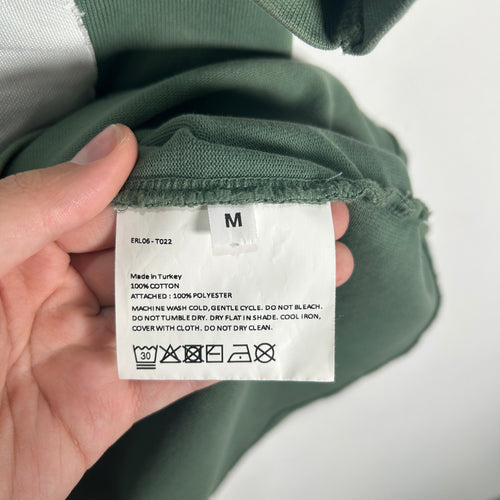 M
ERL06 - T022
Made in Turkey
100% COTTON
ATTACHED : 100% POLYESTER
MACHINE WASH COLD, GENTLE CYCLE. DO NOT BLEACH.
DO NOT TUMBLE DRY. DRY FLAT IN SHADE. COOL IRON,
COVER WITH CLOTH. DO NOT DRY CLEAN.
30